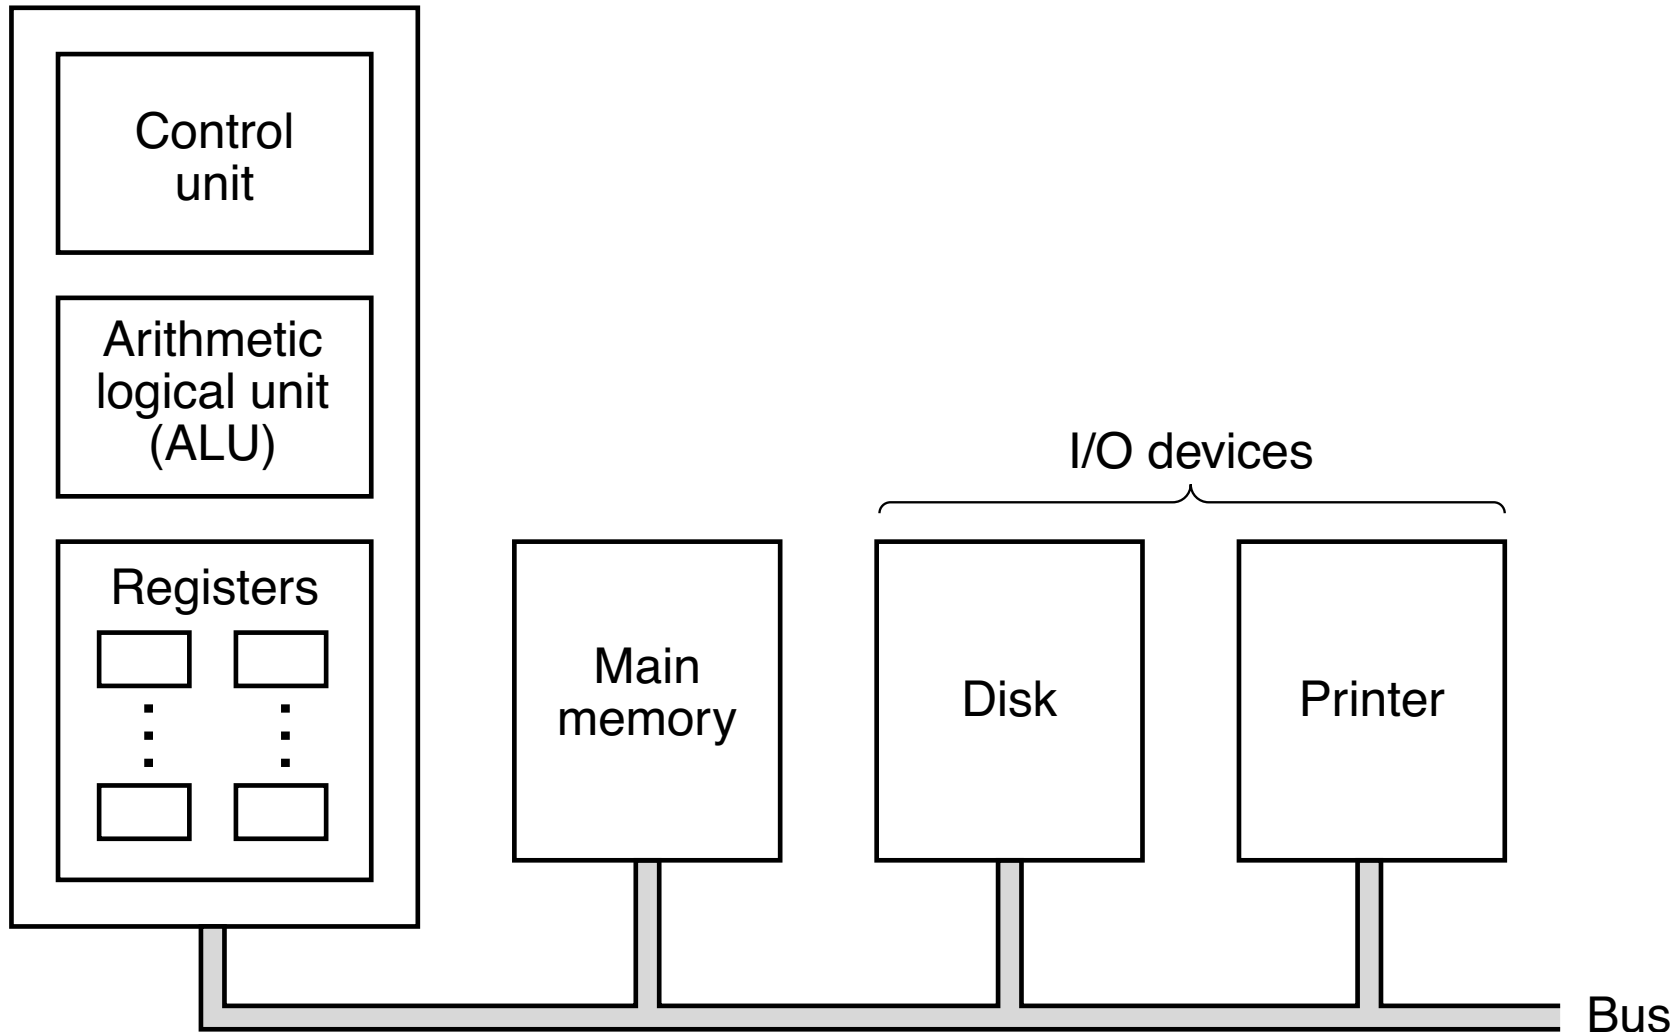 Control
unit
Arithmetic
logical unit
(ALU)
Registers
I/O devices
Main
memory
Disk
Printer
Bus